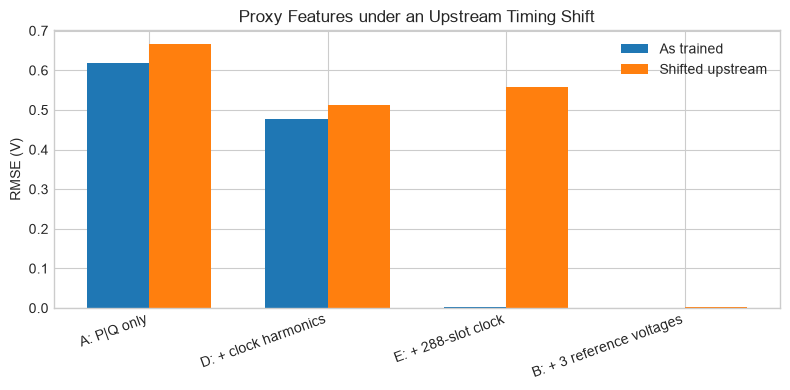 Proxy Features under an Upstream Timing Shift
As trained
Shifted upstream
RMSE (V)
0.7
0.6
0.5
0.4
0.3
0.2
0.1
0.0
A: P|Q only
D: + clock harmonics
E: + 288-slot clock
B: + 3 reference voltages